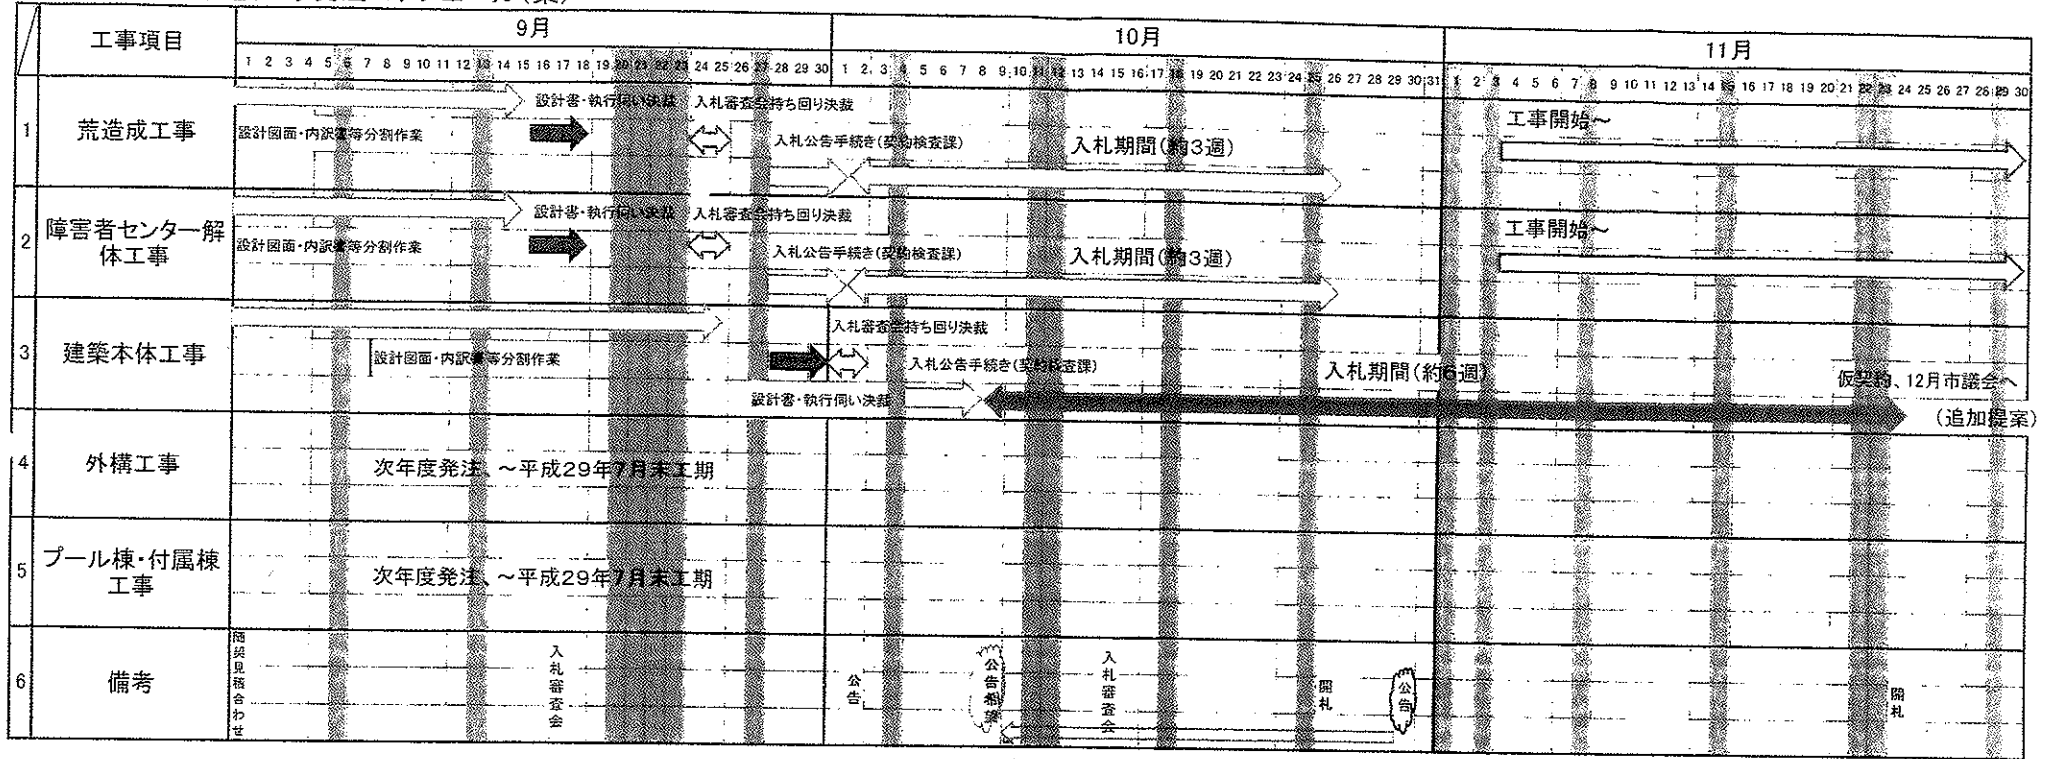 (案)
工事項目
9月
10月
11月
1 2 3 4 5 6 7 8 9 10 11 12 13 14 15 16 17 18 19 20 21 22 23 24 25 26 27 28 29 30
1 2 3 4 5 6 7 8 9 10 11 12 13 14 15 16 17 18 19 20 21 22 23 24 25 26 27 28 29 30 31
1 2 3 4 5 6 7 8 9 10 11 12 13 14 15 16 17 18 19 20 21 22 23 24 25 26 27 28 29 30
1
荒造成工事
設計書・執行伺い決裁
入札審査会持ち回り決裁
設計図面・内訳書等分割作業
入札公告手続き(契約検査課)
入札期間(約3週)
工事開始～
2
障害者センター解
体工事
設計書・執行伺い決裁
入札審査会持ち回り決裁
設計図面・内訳書等分割作業
入札公告手続き(契約検査課)
入札期間(約3週)
工事開始～
3
建築本体工事
入札審査会持ち回り決裁
設計図面・内訳書等分割作業
入札公告手続き(契約検査課)
設計書・執行伺い決裁
入札期間(約6週)
仮契約、12月市議会へ
(追加提案)
4
外構工事
次年度発注、～平成29年7月末工期
5
プール棟・付属棟
工事
次年度発注、～平成29年7月末工期
6
備考
随契見積合わせ
入札審査会
公告
公告希望
入札審査会
開札
公告
開札